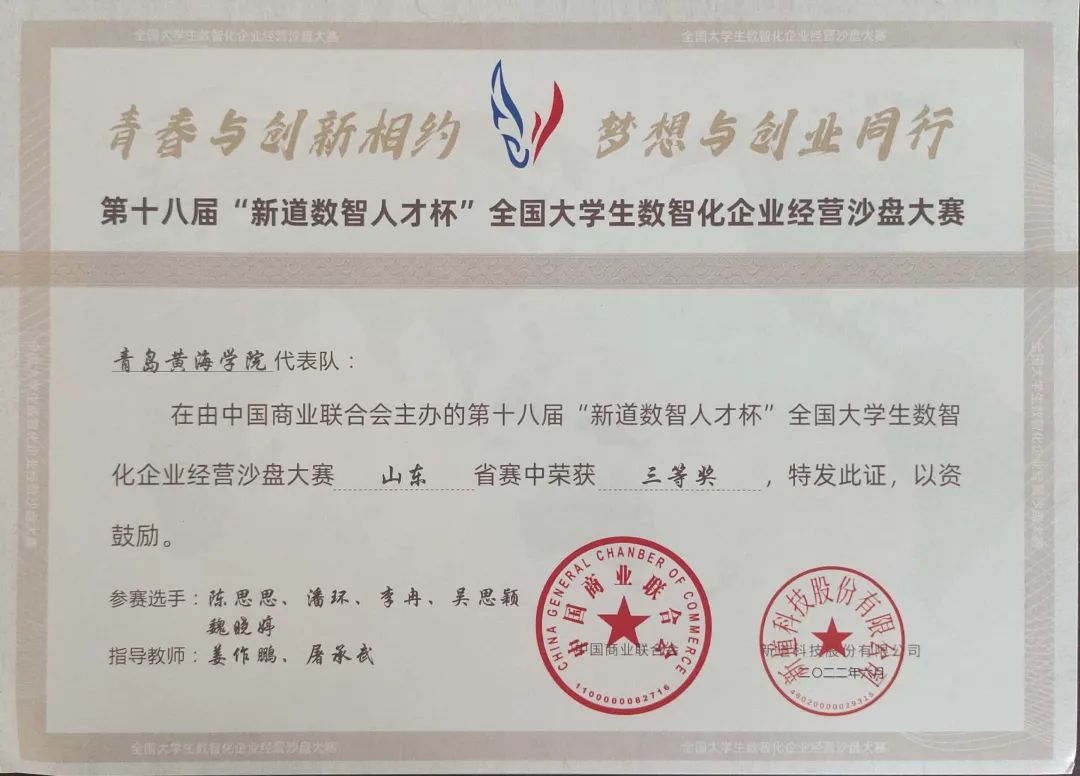 全国大学生数智化企业经营沙盘大赛
全国大学生数智化企业经营沙盘大赛
青春与创新相约 梦想与创业同行
第十八届“新道数智人才杯”全国大学生数智化企业经营沙盘大赛
青岛黄海学院代表队：
在由中国商业联合会主办的第十八届“新道数智人才杯”全国大学生数智
化企业经营沙盘大赛 山东 省赛中荣获 三等奖 ，特发此证，以资
鼓励。
参赛选手：陈思思、潘环、李冉、吴思颖
魏晓婷
指导教师：姜作鹏、屠承武
CHINA GENERAL CHANBER OF COMMERCE
中国商业联合会
1100000082716
中国商业联合会
新道科技股份有限公司
新道科技股份有限公司
二〇二二年六月
全国大学生数智化企业经营沙盘大赛
全国大学生数智化企业经营沙盘大赛